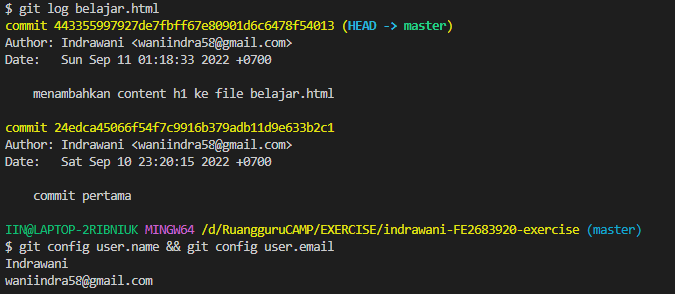 $ git log belajar.html
commit 443355997927de7fbff67e80901d6c6478f54013 (HEAD -> master)
Author: Indrawani <waniindra58@gmail.com>
Date:   Sun Sep 11 01:18:33 2022 +0700
    menambahkan content h1 ke file belajar.html
commit 24edca45066f54f7c9916b379adb11d9e633b2c1
Author: Indrawani <waniindra58@gmail.com>
Date:   Sat Sep 10 23:20:15 2022 +0700
    commit pertama
IIN@LAPTOP-2RIBNIUK MINGW64 /d/RuangguruCAMP/EXERCISE/indrawani-FE2683920-exercise (master)
$ git config user.name && git config user.email
Indrawani
waniindra58@gmail.com